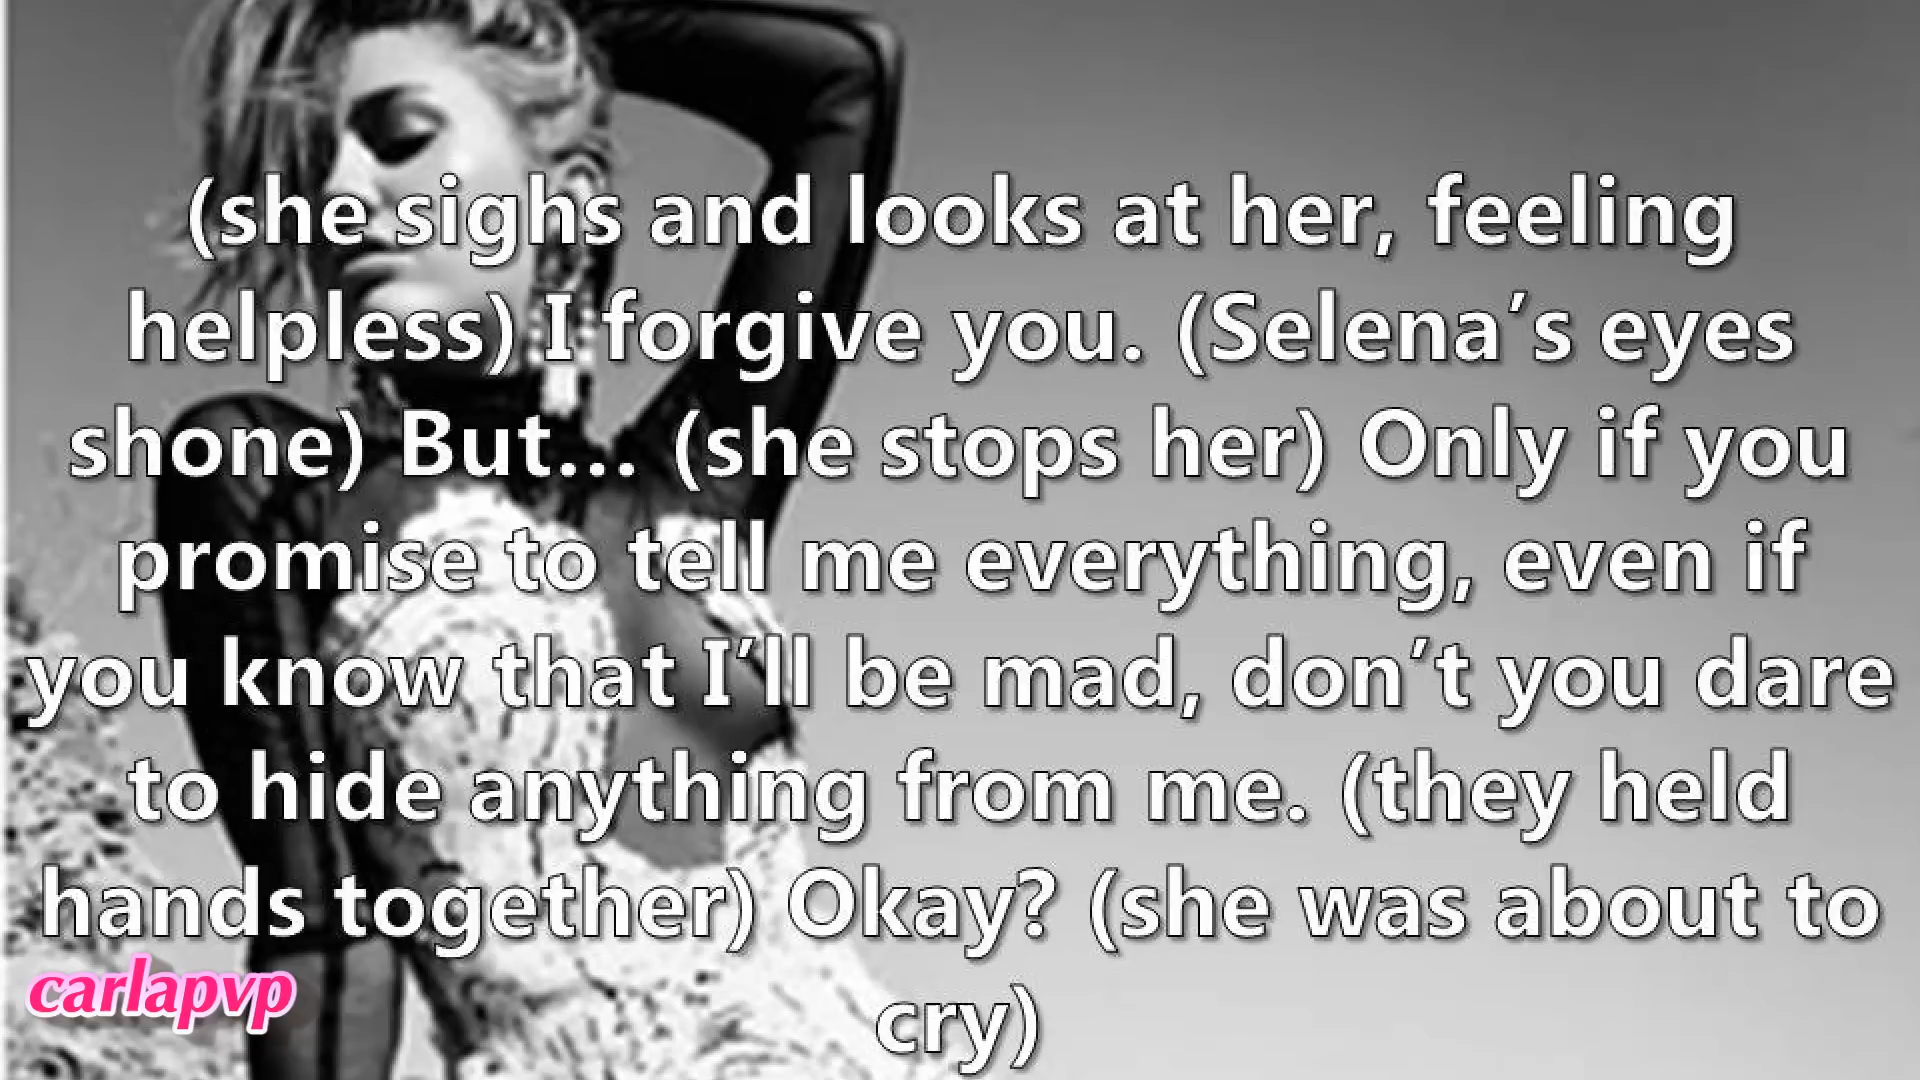 (she sighs and looks at her, feeling
helpless) I forgive you. (Selena’s eyes
shone) But... (she stops her) Only if you
promise to tell me everything, even if
you know that I’ll be mad, don’t you dare
to hide anything from me. (they held
hands together) Okay? (she was about to
cry)
carlapvp